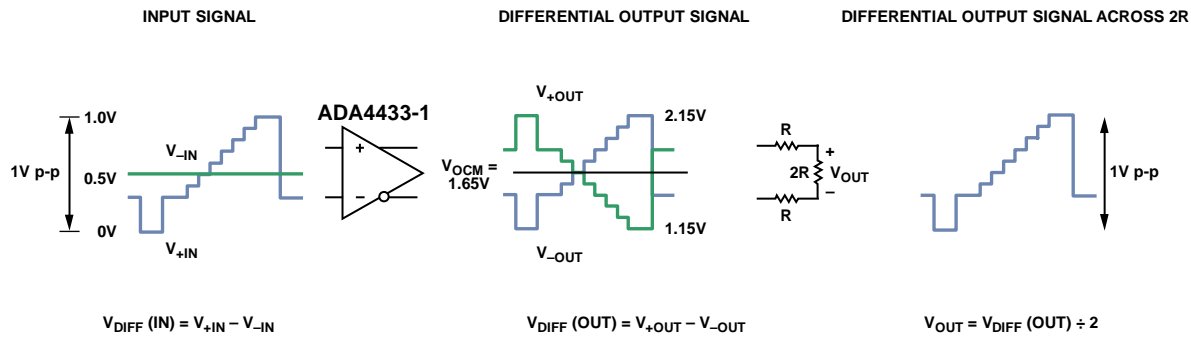 INPUT SIGNAL
DIFFERENTIAL OUTPUT SIGNAL
DIFFERENTIAL OUTPUT SIGNAL ACROSS 2R
1V p-p
1.0V
0.5V
0V
V–IN
V+IN
ADA4433-1
+
–
V+OUT
2.15V
VOCM =
1.65V
1.15V
V–OUT
R
2R
+
VOUT
–
R
1V p-p
VDIFF (IN) = V+IN – V–IN
VDIFF (OUT) = V+OUT – V–OUT
VOUT = VDIFF (OUT) ÷ 2